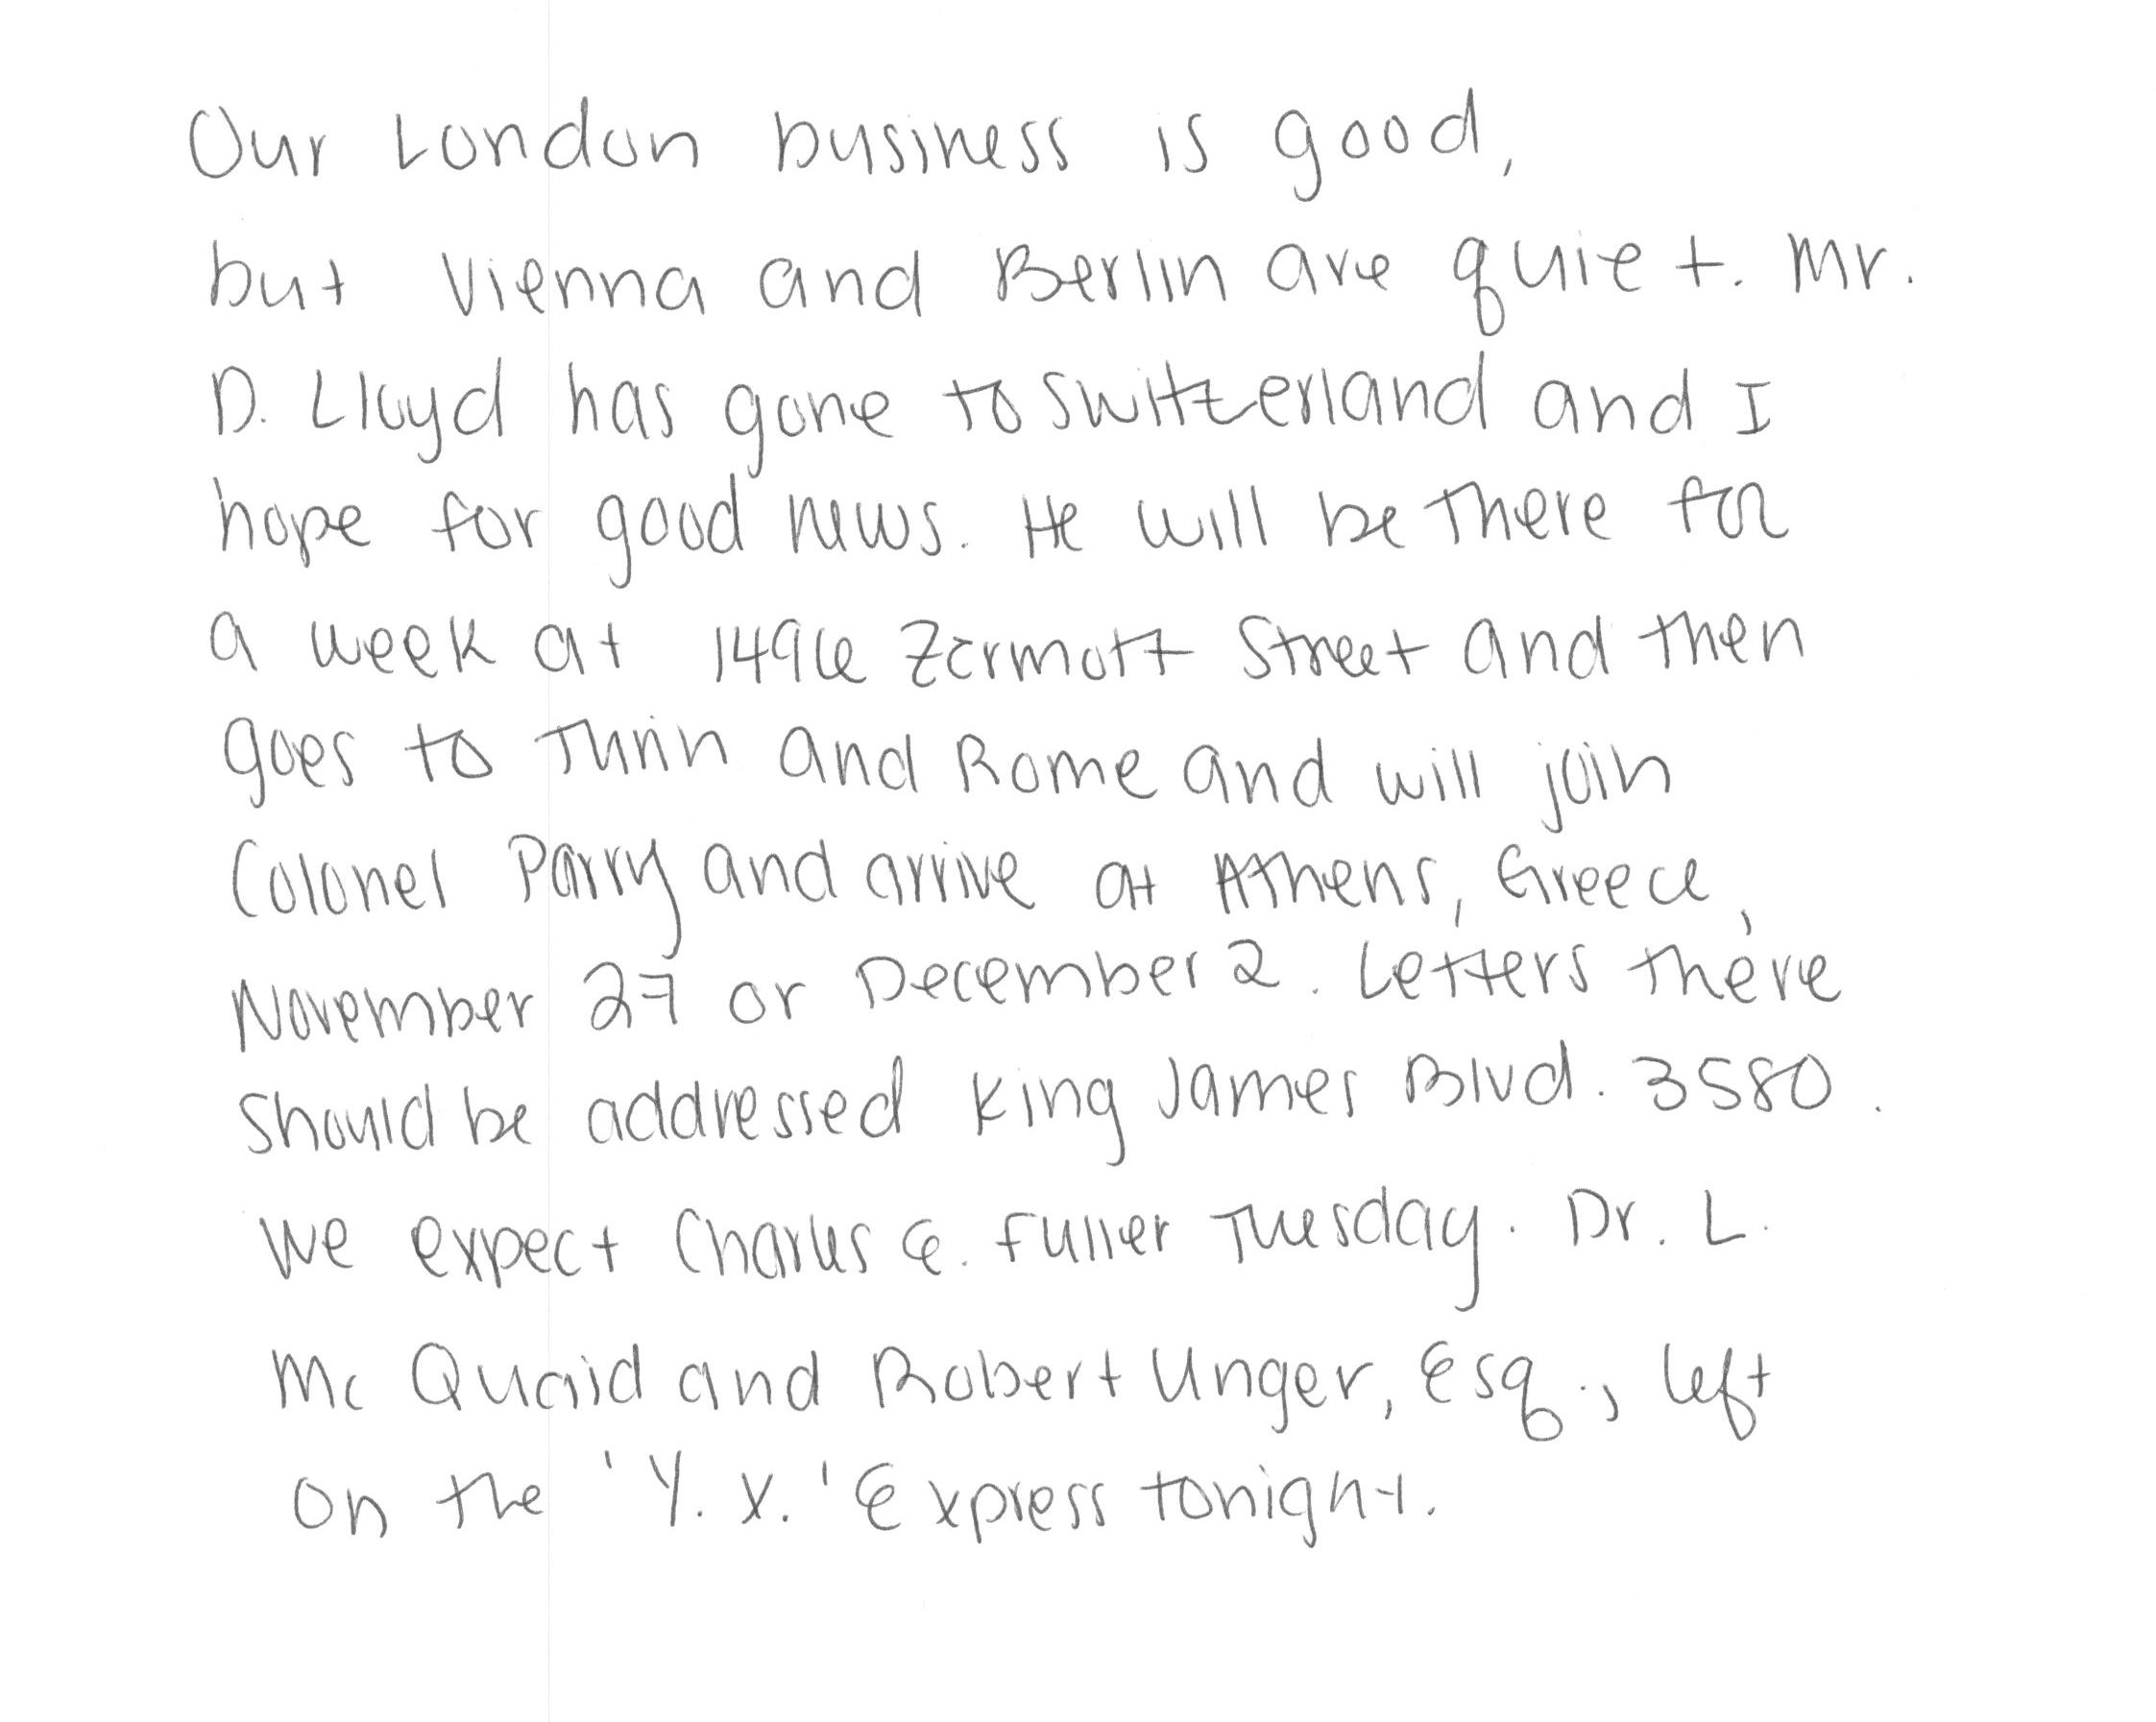 Our London business is good,
but Vienna and Berlin are quiet. Mr.
D. Lloyd has gone to Switzerland and I
hope for good news. He will be there for
a week at 1496 Zermott Street and then
goes to Turin and Rome and will join
Colonel Parry and arrive at Athens, Greece,
November 27 or December 2. Letters there
should be addressed King James Blvd. 3580.
We expect Charles E. Fuller Tuesday. Dr. L.
Mc Quaid and Robert Unger, Esq., left
on the 'Y. X.' Express tonight.